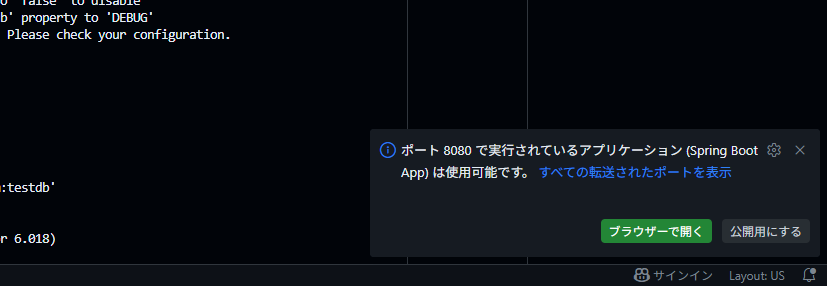 'false' to disable
b' property to 'DEBUG'
Please check your configuration.
ポート 8080 で実行されているアプリケーション (Spring Boot
App) は使用可能です。 すべての転送されたポートを表示
:testdb'
r 6.018)
ブラウザーで開く 公開用にする
サインイン Layout: US